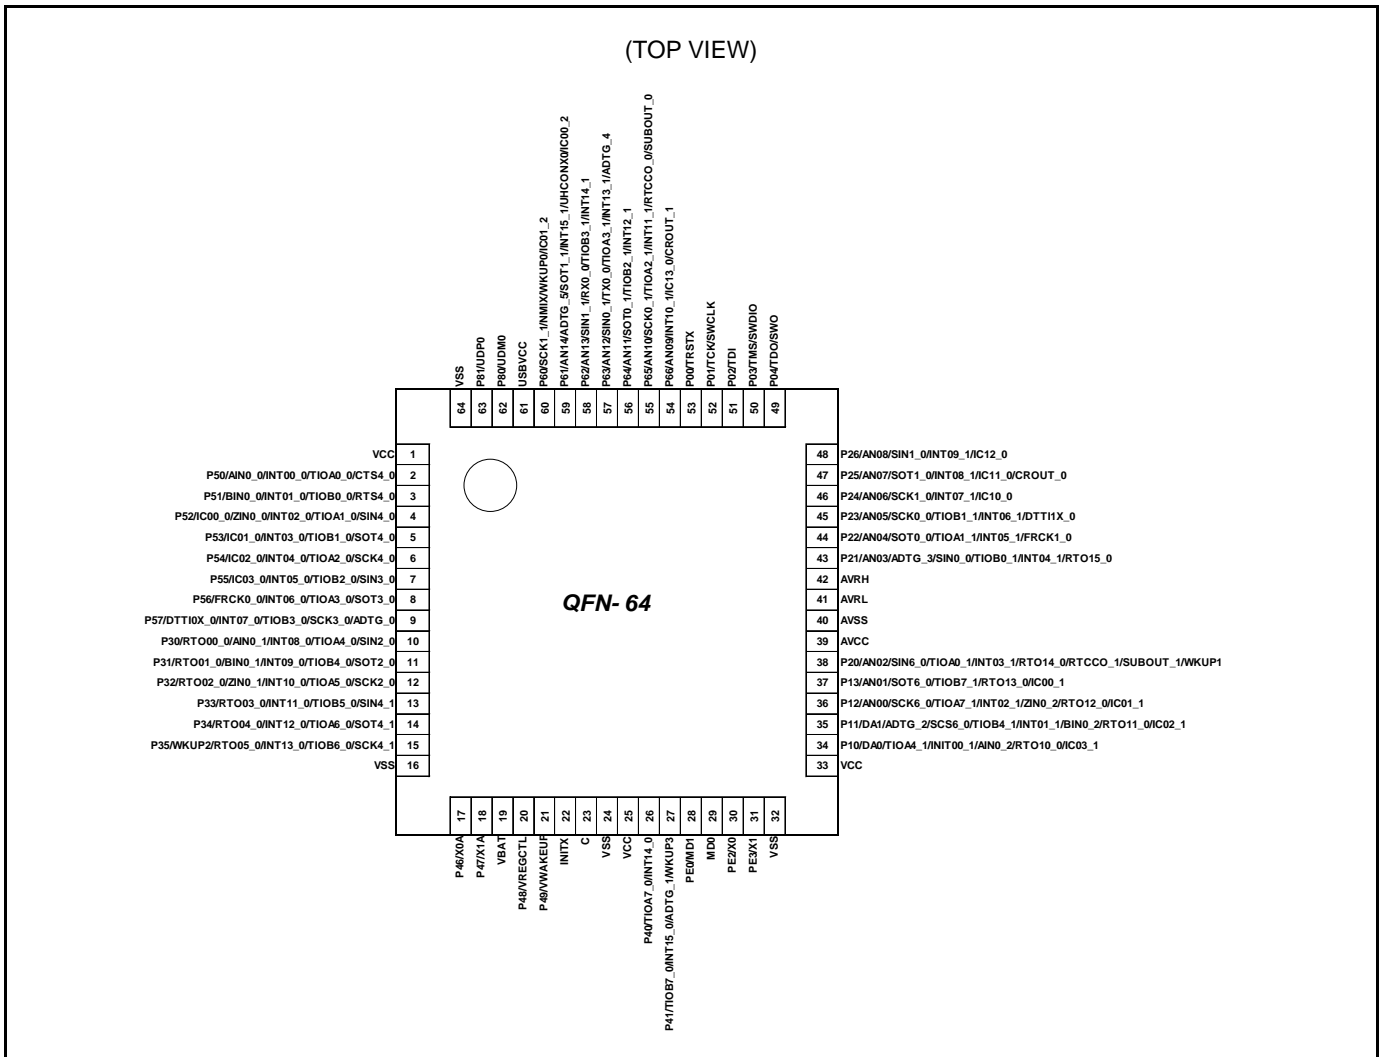 (TOP VIEW)
VSS
P81/UDP0
P80/UDM0
USBVCC
P60/SCK1_1/NMIX/WKUP0/IC01_2
P61/AN14/ADTG_5/SOT1_1/INT15_1/UHCONX0/IC00_2
P62/AN13/SIN1_1/RX0_0/TIOB3_1/INT14_1
P63/AN12/SIN0_1/TX0_0/TIOA3_1/INT13_1/ADTG_4
P64/AN11/SOT0_1/TIOB2_1/INT12_1
P65/AN10/SCK0_1/TIOA2_1/INT11_1/RTCCO_0/SUBOUT_0
P66/AN09/INT10_1/IC13_0/CROUT_1
P00/TRSTX
P01/TCK/SWCLK
P02/TDI
P03/TMS/SWDIO
P04/TDO/SWO
64 63 62 61 60 59 58 57 56 55 54 53 52 51 50 49
VCC 1
P50/AIN0_0/INT00_0/TIOA0_0/CTS4_0 2
P51/BIN0_0/INT01_0/TIOB0_0/RTS4_0 3
P52/IC00_0/ZIN0_0/INT02_0/TIOA1_0/SIN4_0 4
P53/IC01_0/INT03_0/TIOB1_0/SOT4_0 5
P54/IC02_0/INT04_0/TIOA2_0/SCK4_0 6
P55/IC03_0/INT05_0/TIOB2_0/SIN3_0 7
P56/FRCK0_0/INT06_0/TIOA3_0/SOT3_0 8
P57/DTTI0X_0/INT07_0/TIOB3_0/SCK3_0/ADTG_0 9
P30/RTO00_0/AIN0_1/INT08_0/TIOA4_0/SIN2_0 10
P31/RTO01_0/BIN0_1/INT09_0/TIOB4_0/SOT2_0 11
P32/RTO02_0/ZIN0_1/INT10_0/TIOA5_0/SCK2_0 12
P33/RTO03_0/INT11_0/TIOB5_0/SIN4_1 13
P34/RTO04_0/INT12_0/TIOA6_0/SOT4_1 14
P35/WKUP2/RTO05_0/INT13_0/TIOB6_0/SCK4_1 15
VSS 16
QFN- 64
48 P26/AN08/SIN1_0/INT09_1/IC12_0
47 P25/AN07/SOT1_0/INT08_1/IC11_0/CROUT_0
46 P24/AN06/SCK1_0/INT07_1/IC10_0
45 P23/AN05/SCK0_0/TIOB1_1/INT06_1/DTTI1X_0
44 P22/AN04/SOT0_0/TIOA1_1/INT05_1/FRCK1_0
43 P21/AN03/ADTG_3/SIN0_0/TIOB0_1/INT04_1/RTO15_0
42 AVRH
41 AVRL
40 AVSS
39 AVCC
38 P20/AN02/SIN6_0/TIOA0_1/INT03_1/RTO14_0/RTCCO_1/SUBOUT_1/WKUP1
37 P13/AN01/SOT6_0/TIOB7_1/RTO13_0/IC00_1
36 P12/AN00/SCK6_0/TIOA7_1/INT02_1/ZIN0_2/RTO12_0/IC01_1
35 P11/DA1/ADTG_2/SCS6_0/TIOB4_1/INT01_1/BIN0_2/RTO11_0/IC02_1
34 P10/DA0/TIOA4_1/INIT00_1/AIN0_2/RTO10_0/IC03_1
33 VCC
17 18 19 20 21 22 23 24 25 26 27 28 29 30 31 32
P46/X0A
P47/X1A
VBAT
P48/VREGCTL
P49/VWAKEUP
INITX
C
VSS
VCC
P40/TIOA7_0/INT14_0
P41/TIOB7_0/INT15_0/ADTG_1/WKUP3
PE0/MD1
MD0
PE2/X0
PE3/X1
VSS